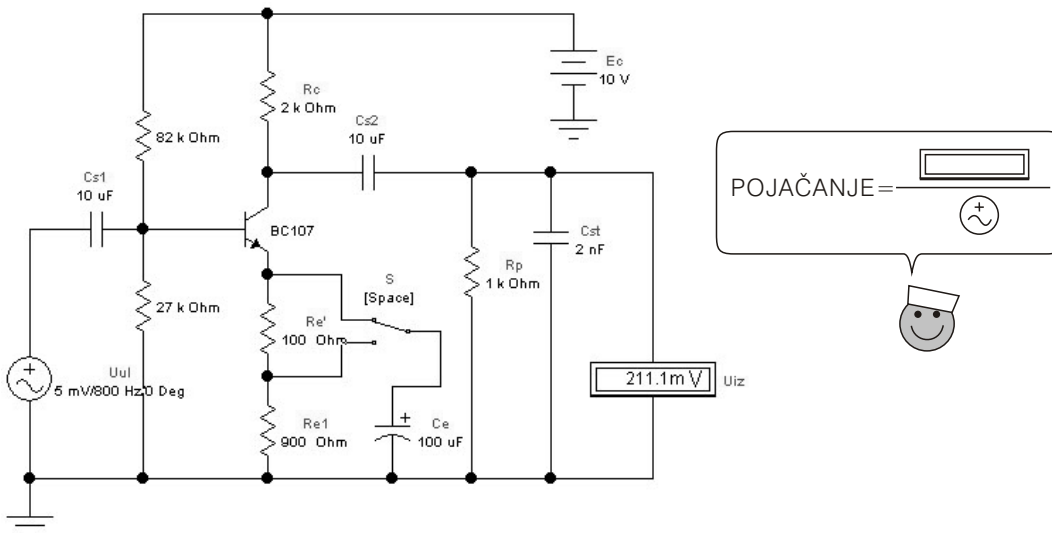 Rc
2 k Ohm
Ec
10 V
82 k Ohm
Cs2
10 uF
Cs1
10 uF
BC107
27 k Ohm
S
[Space]
Re'
100 Ohm
Rp
1 k Ohm
Cst
2 nF
Uul
5 mV/800 Hz/0 Deg
Re1
900 Ohm
Ce
100 uF
211.1m V
Uiz
POJAČANJE=